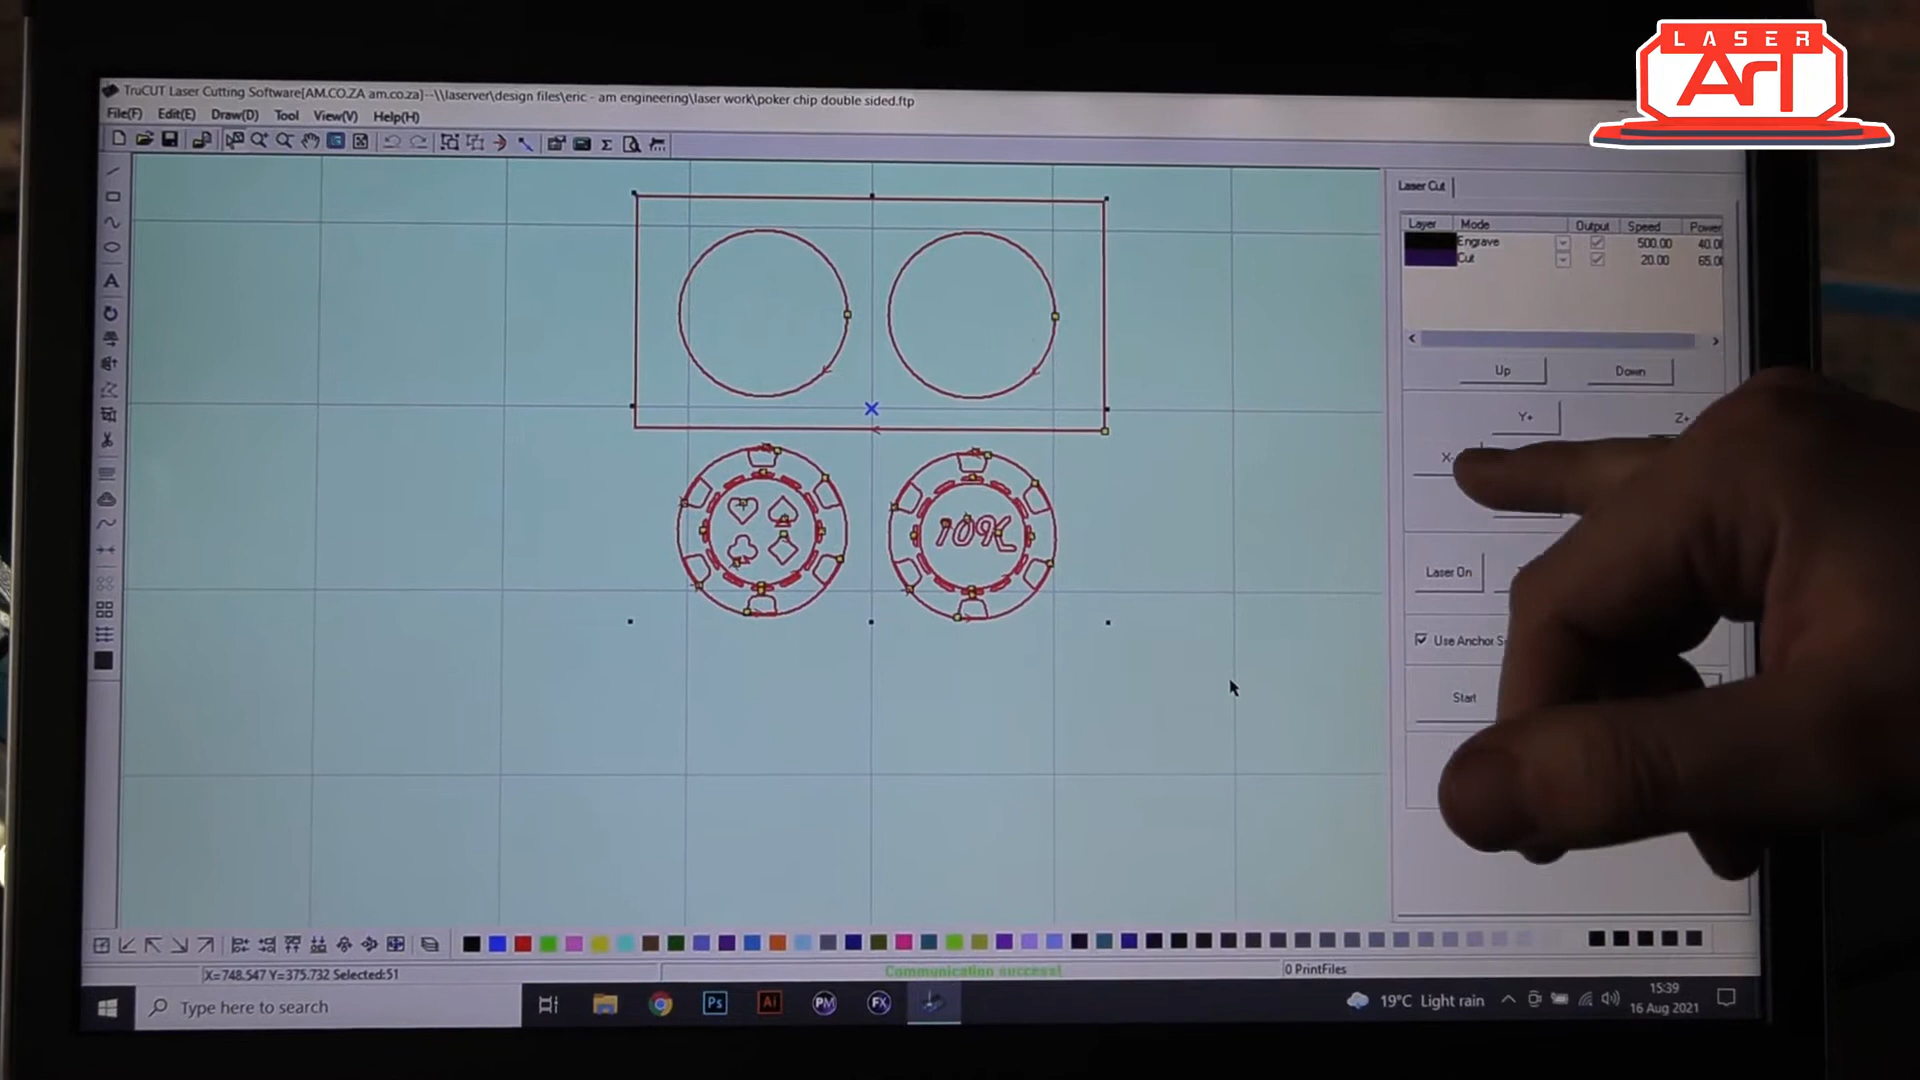 LASER
Art
TruCUT Laser Cutting Software[AM.CO.ZA am.co.za]--\\laserver\design files\eric - am engineering\laser work\poker chip double sided.ftp
File(F) Edit(E) Draw(D) Tool View(V) Help(H)
Laser Cut
Layer Mode Output Speed Power
Engrave 500.00 40.0
Cut 20.00 65.0
Up Down
Y+ Z+
X-
10K
Laser On
Use Anchor S
Start
X=748.547 Y=375.732 Selected:51
Communication success!
0 PrintFiles
Type here to search
Ps
Ai
PM
FX
19°C Light rain
15:39
16 Aug 2021